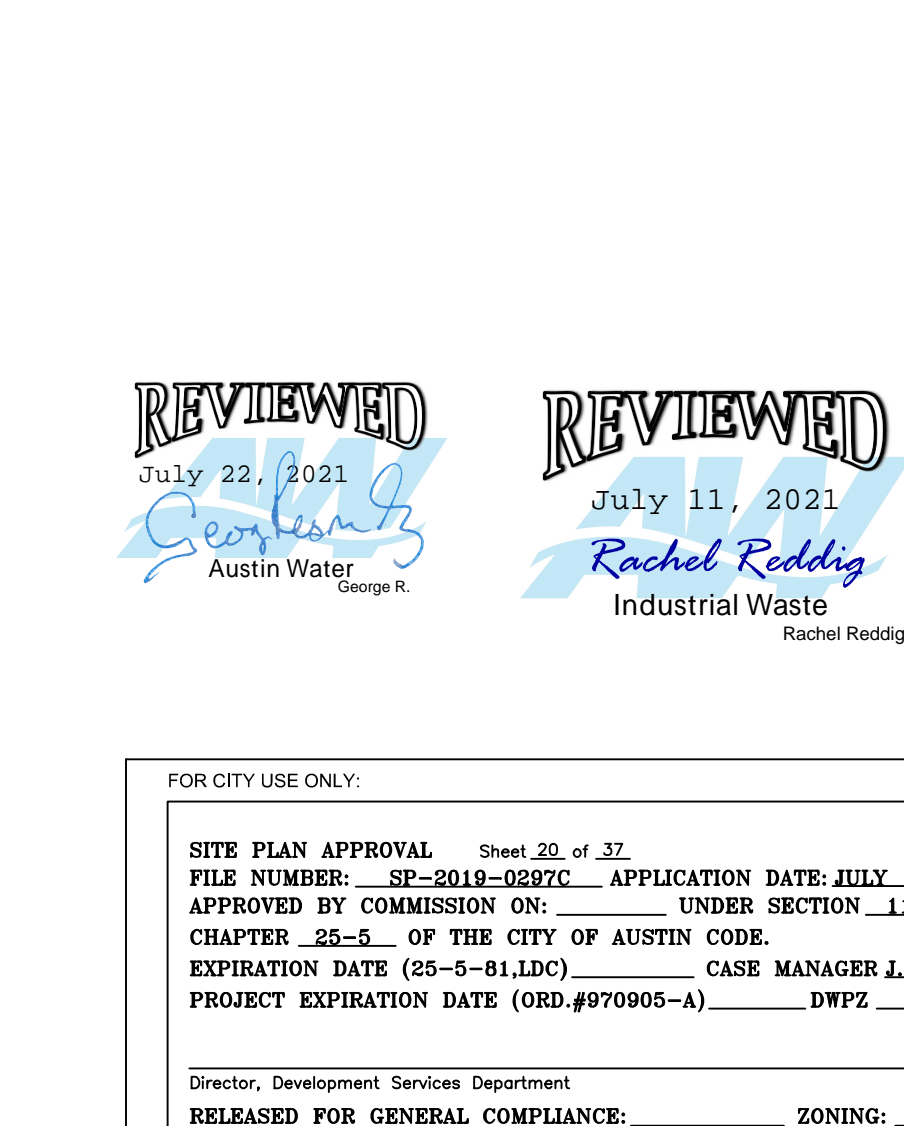 REVIEWED
July 22, 2021
Austin Water
George R.
REVIEWED
July 11, 2021
Rachel Reddig
Industrial Waste
Rachel Reddig
FOR CITY USE ONLY:
SITE PLAN APPROVAL Sheet 20 of 37
FILE NUMBER: SP-2019-0297C APPLICATION DATE: JULY
APPROVED BY COMMISSION ON: UNDER SECTION
CHAPTER 25-5 OF THE CITY OF AUSTIN CODE.
EXPIRATION DATE (25-5-81,LDC) CASE MANAGER J.
PROJECT EXPIRATION DATE (ORD.#970905-A) DWPZ
Director, Development Services Department
RELEASED FOR GENERAL COMPLIANCE: ZONING: